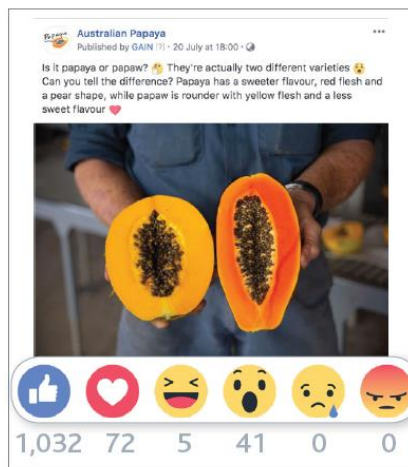 Papaya
Australian Papaya
Published by GAIN [?] · 20 July at 18:00 ·
Is it papaya or papaw? 🤔 They're actually two different varieties 😲
Can you tell the difference? Papaya has a sweeter flavour, red flesh and
a pear shape, while papaw is rounder with yellow flesh and a less
sweet flavour ❤️
1,032 72 5 41 0 0